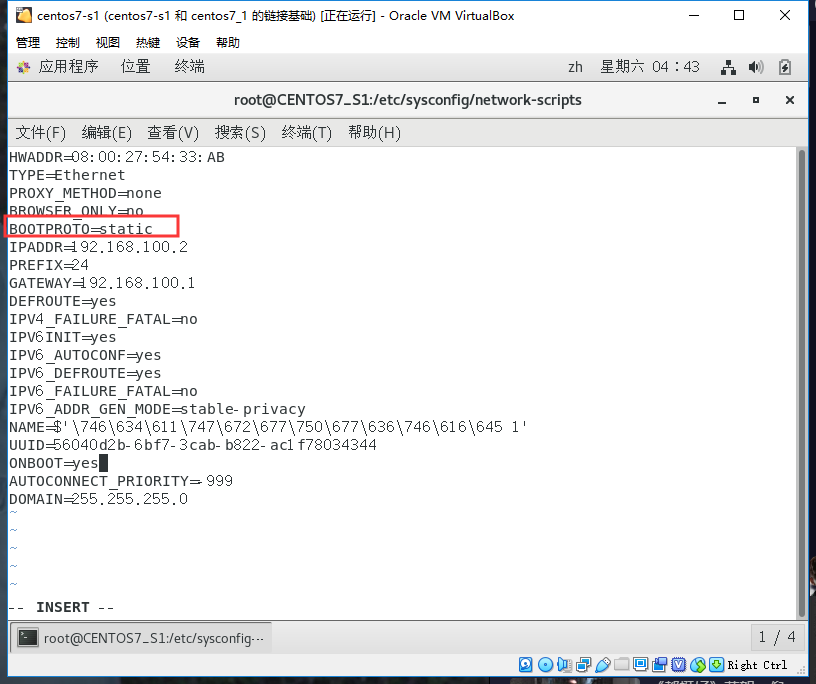 centos7-s1 (centos7-s1 和 centos7_1 的链接基础) [正在运行] - Oracle VM VirtualBox
管理 控制 视图 热键 设备 帮助
应用程序 位置 终端 zh 星期六 04：43
root@CENTOS7_S1:/etc/sysconfig/network-scripts
文件(F) 编辑(E) 查看(V) 搜索(S) 终端(T) 帮助(H)
HWADDR=08:00:27:54:33:AB
TYPE=Ethernet
PROXY_METHOD=none
BROWSER_ONLY=no
BOOTPROTO=static
IPADDR=192.168.100.2
PREFIX=24
GATEWAY=192.168.100.1
DEFROUTE=yes
IPV4_FAILURE_FATAL=no
IPV6INIT=yes
IPV6_AUTOCONF=yes
IPV6_DEFROUTE=yes
IPV6_FAILURE_FATAL=no
IPV6_ADDR_GEN_MODE=stable-privacy
NAME=$'\746\634\611\747\672\677\750\677\636\746\616\645 1'
UUID=56040d2b-6bf7-3cab-b822-ac1f78034344
ONBOOT=yes
AUTOCONNECT_PRIORITY=-999
DOMAIN=255.255.255.0
~
~
~
~
~
-- INSERT --
root@CENTOS7_S1:/etc/sysconfig··· 1 / 4
Right Ctrl